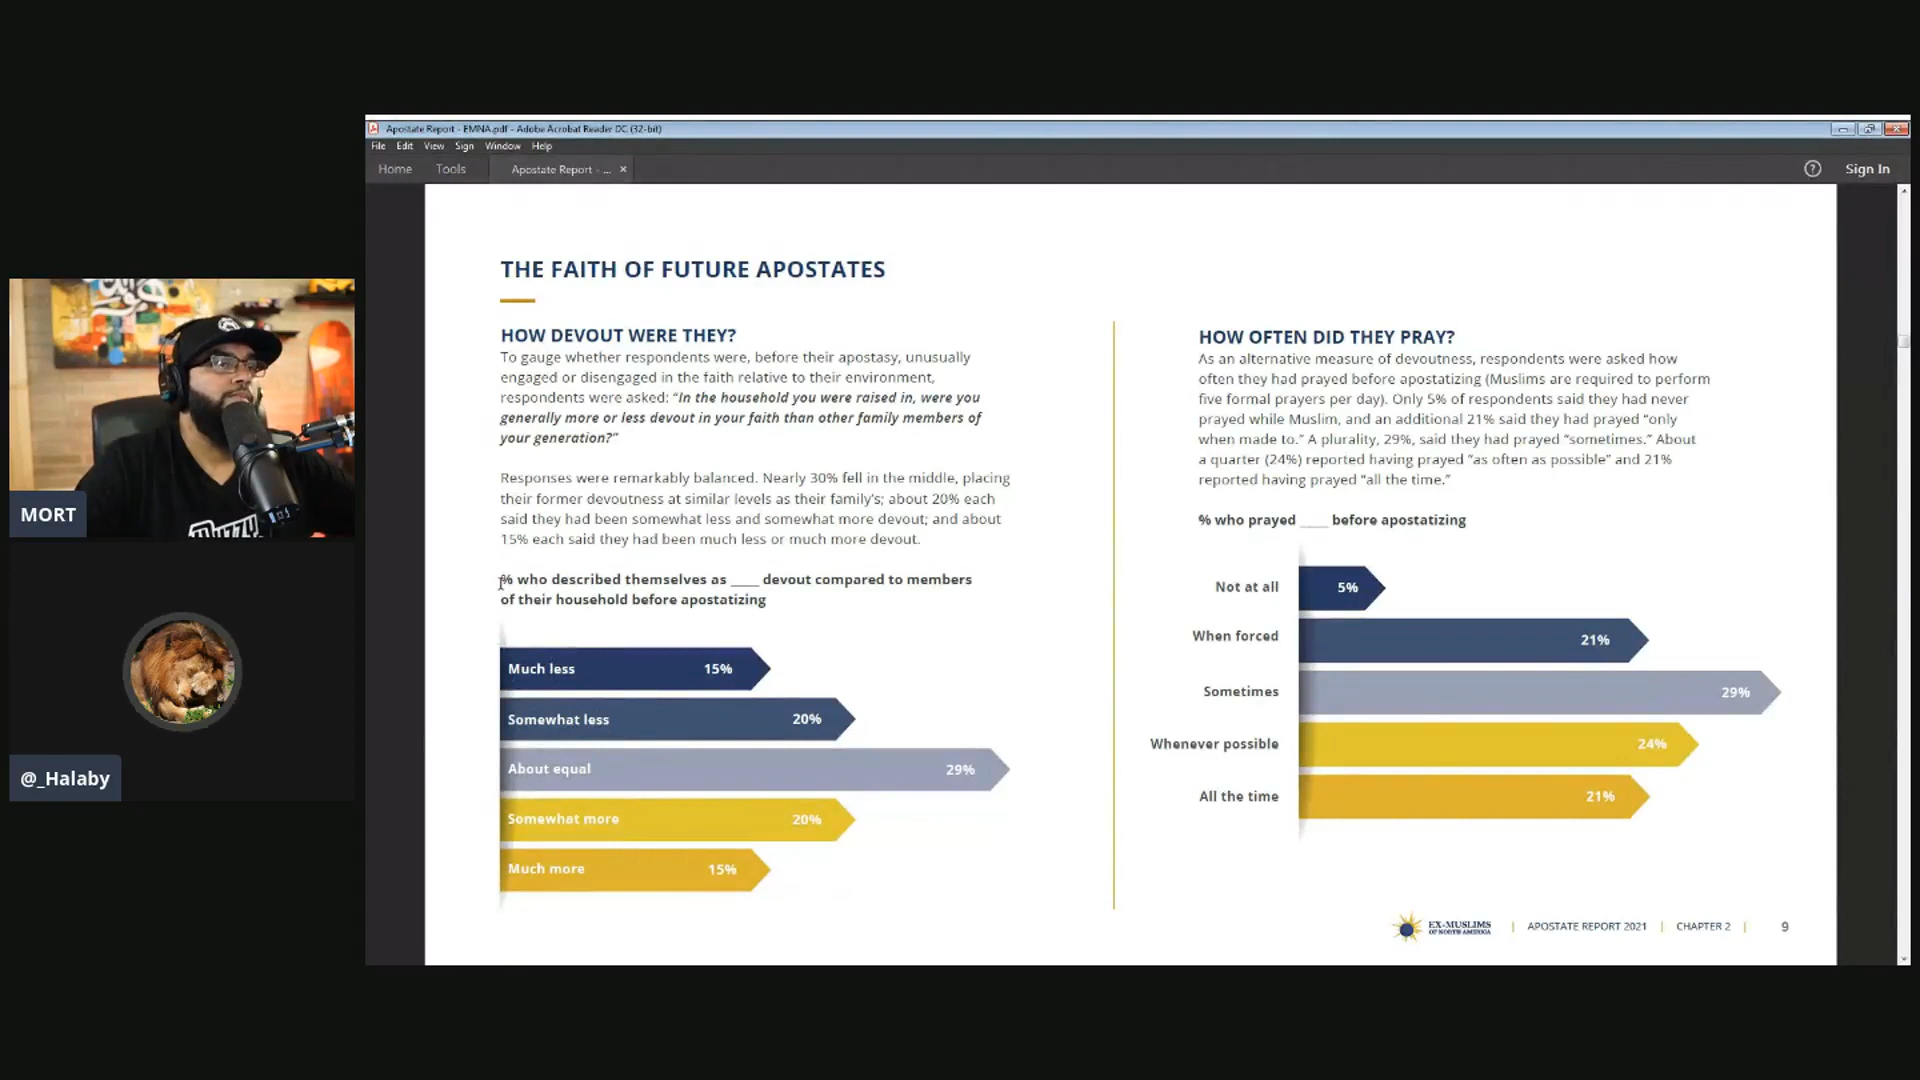 Apostate Report - EMNA.pdf - Adobe Acrobat Reader DC (32-bit)
File Edit View Sign Window Help
Home Tools Apostate Report - ... × ? Sign In
THE FAITH OF FUTURE APOSTATES
HOW DEVOUT WERE THEY?
To gauge whether respondents were, before their apostasy, unusually
engaged or disengaged in the faith relative to their environment,
respondents were asked: “In the household you were raised in, were you
generally more or less devout in your faith than other family members of
your generation?”
Responses were remarkably balanced. Nearly 30% fell in the middle, placing
their former devoutness at similar levels as their family’s; about 20% each
said they had been somewhat less and somewhat more devout; and about
15% each said they had been much less or much more devout.
% who described themselves as ____ devout compared to members
of their household before apostatizing
Much less 15%
Somewhat less 20%
About equal 29%
Somewhat more 20%
Much more 15%
HOW OFTEN DID THEY PRAY?
As an alternative measure of devoutness, respondents were asked how
often they had prayed before apostatizing (Muslims are required to perform
five formal prayers per day). Only 5% of respondents said they had never
prayed while Muslim, and an additional 21% said they had prayed “only
when made to.” A plurality, 29%, said they had prayed “sometimes.” About
a quarter (24%) reported having prayed “as often as possible” and 21%
reported having prayed “all the time.”
% who prayed ____ before apostatizing
Not at all 5%
When forced 21%
Sometimes 29%
Whenever possible 24%
All the time 21%
EX-MUSLIMS
OF NORTH AMERICA
| APOSTATE REPORT 2021 | CHAPTER 2 | 9
MORT
@_Halaby